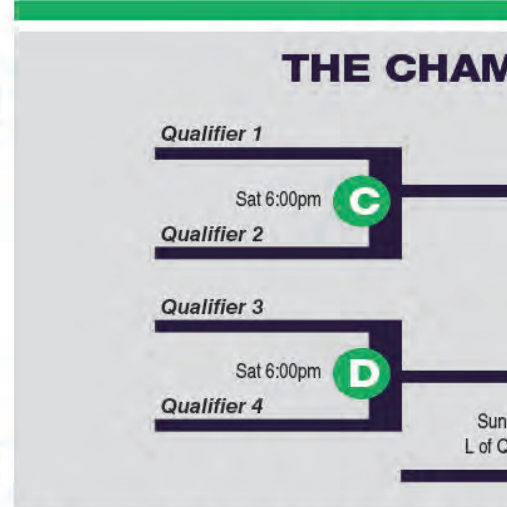 THE CHAM
Qualifier 1
Sat 6:00pm
C
Qualifier 2
Qualifier 3
Sat 6:00pm
D
Qualifier 4
Sun
L of Q